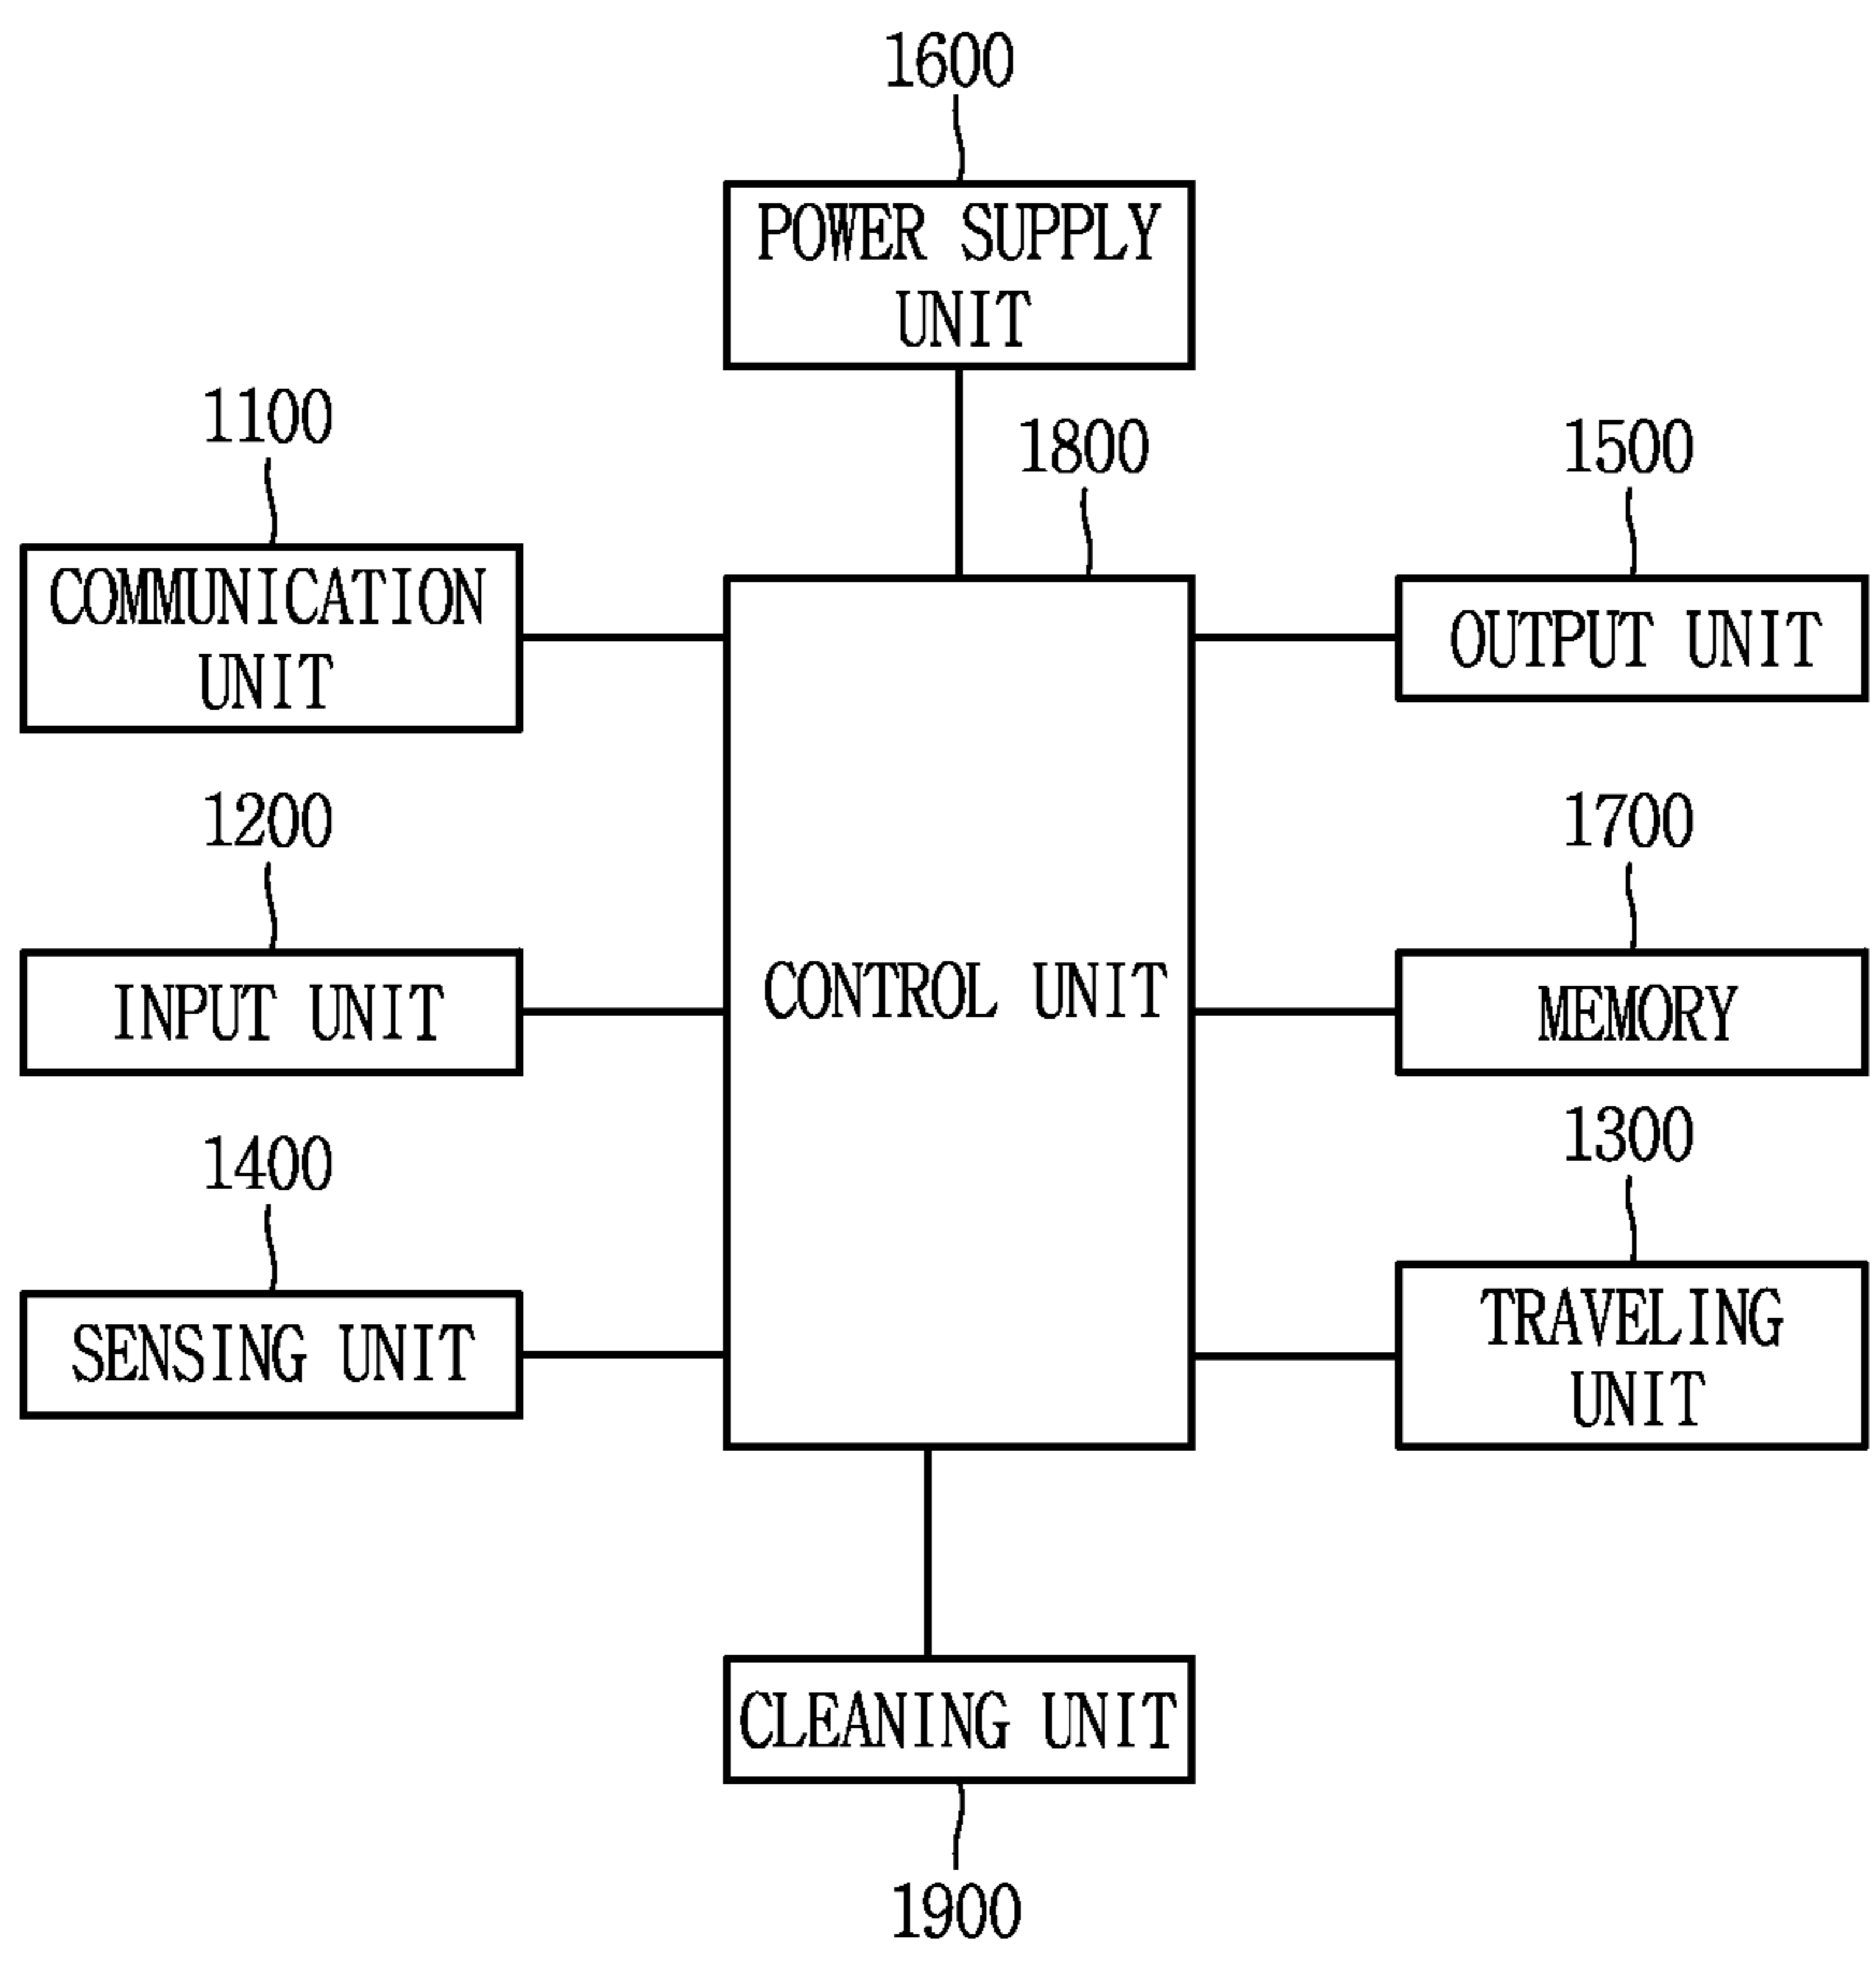 1600
POWER SUPPLY
UNIT
1100
COMMUNICATION
UNIT
1800
CONTROL UNIT
1500
OUTPUT UNIT
1200
INPUT UNIT
1700
MEMORY
1400
SENSING UNIT
1300
TRAVELING
UNIT
CLEANING UNIT
1900